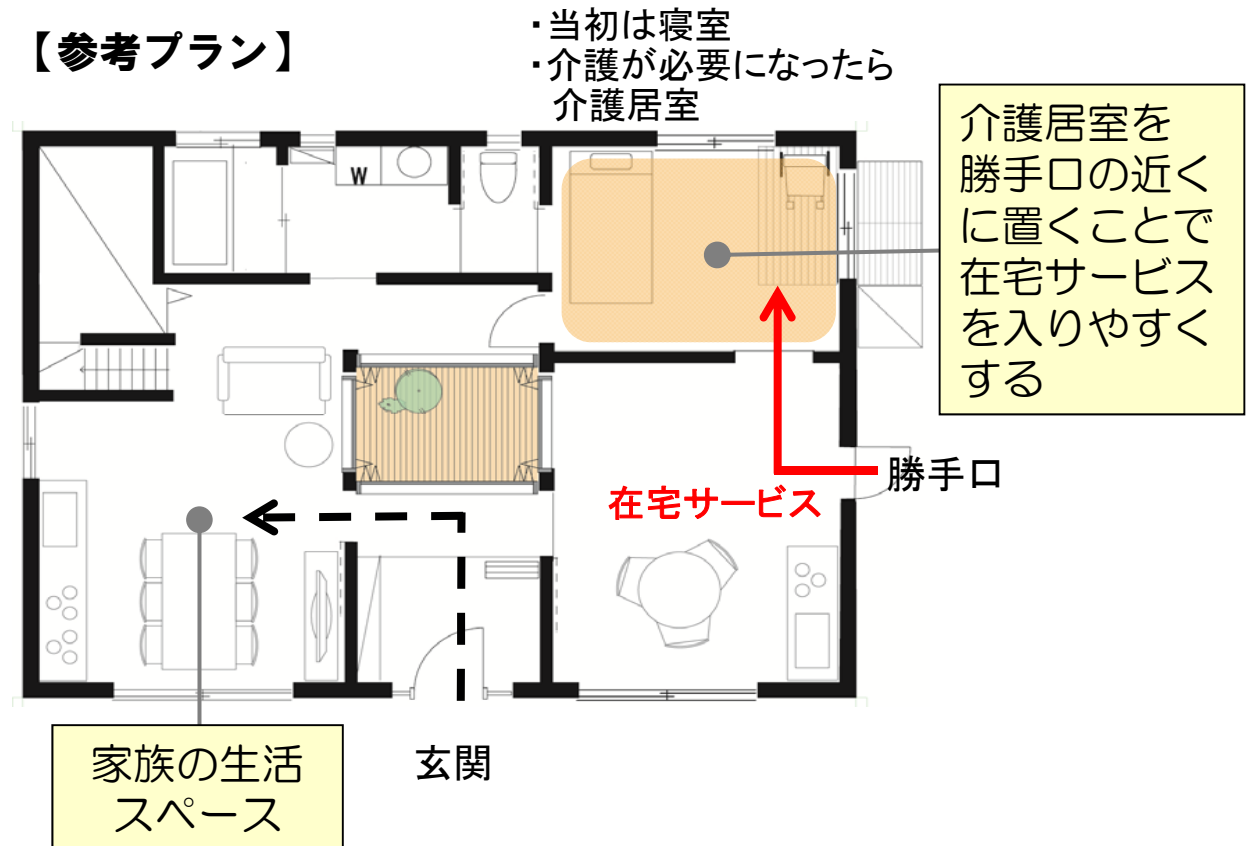 【参考プラン】
・当初は寝室
・介護が必要になったら
介護居室
介護居室を
勝手口の近く
に置くことで
在宅サービス
を入りやすく
する
W
勝手口
在宅サービス
玄関
家族の生活
スペース